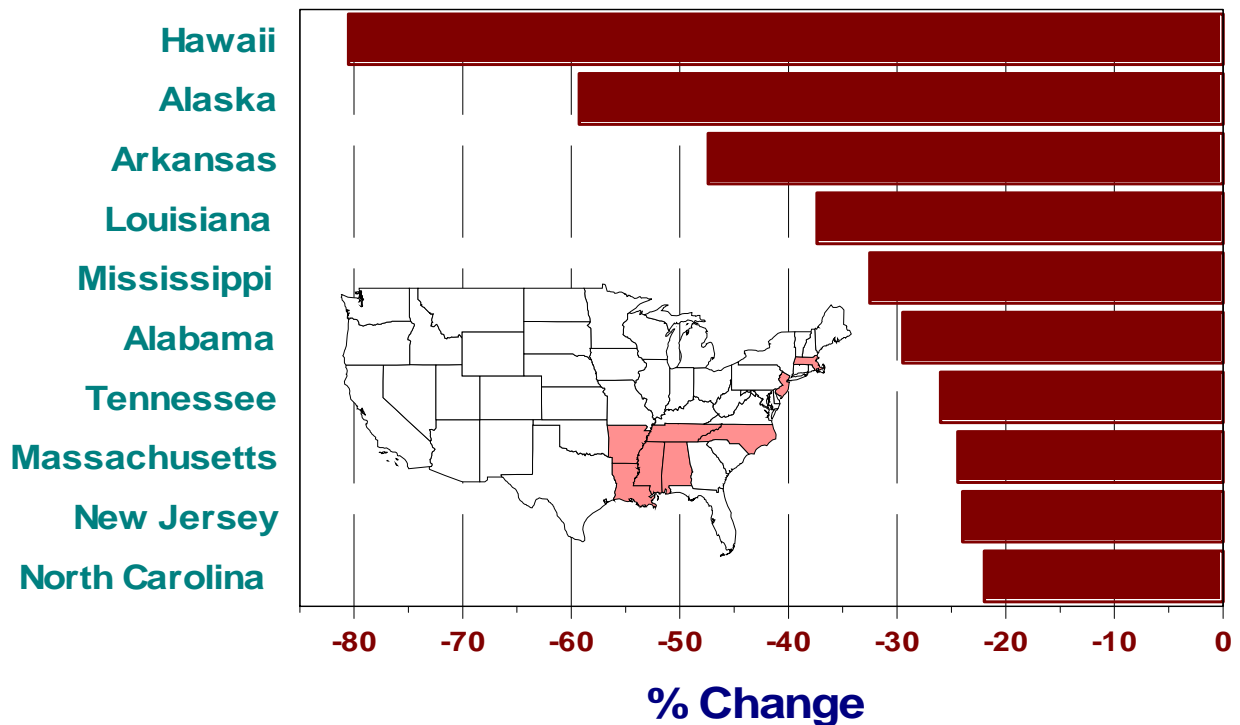 Hawaii
Alaska
Arkansas
Louisiana
Mississippi
Alabama
Tennessee
Massachusetts
New Jersey
North Carolina
-80 -70 -60 -50 -40 -30 -20 -10 0
% Change